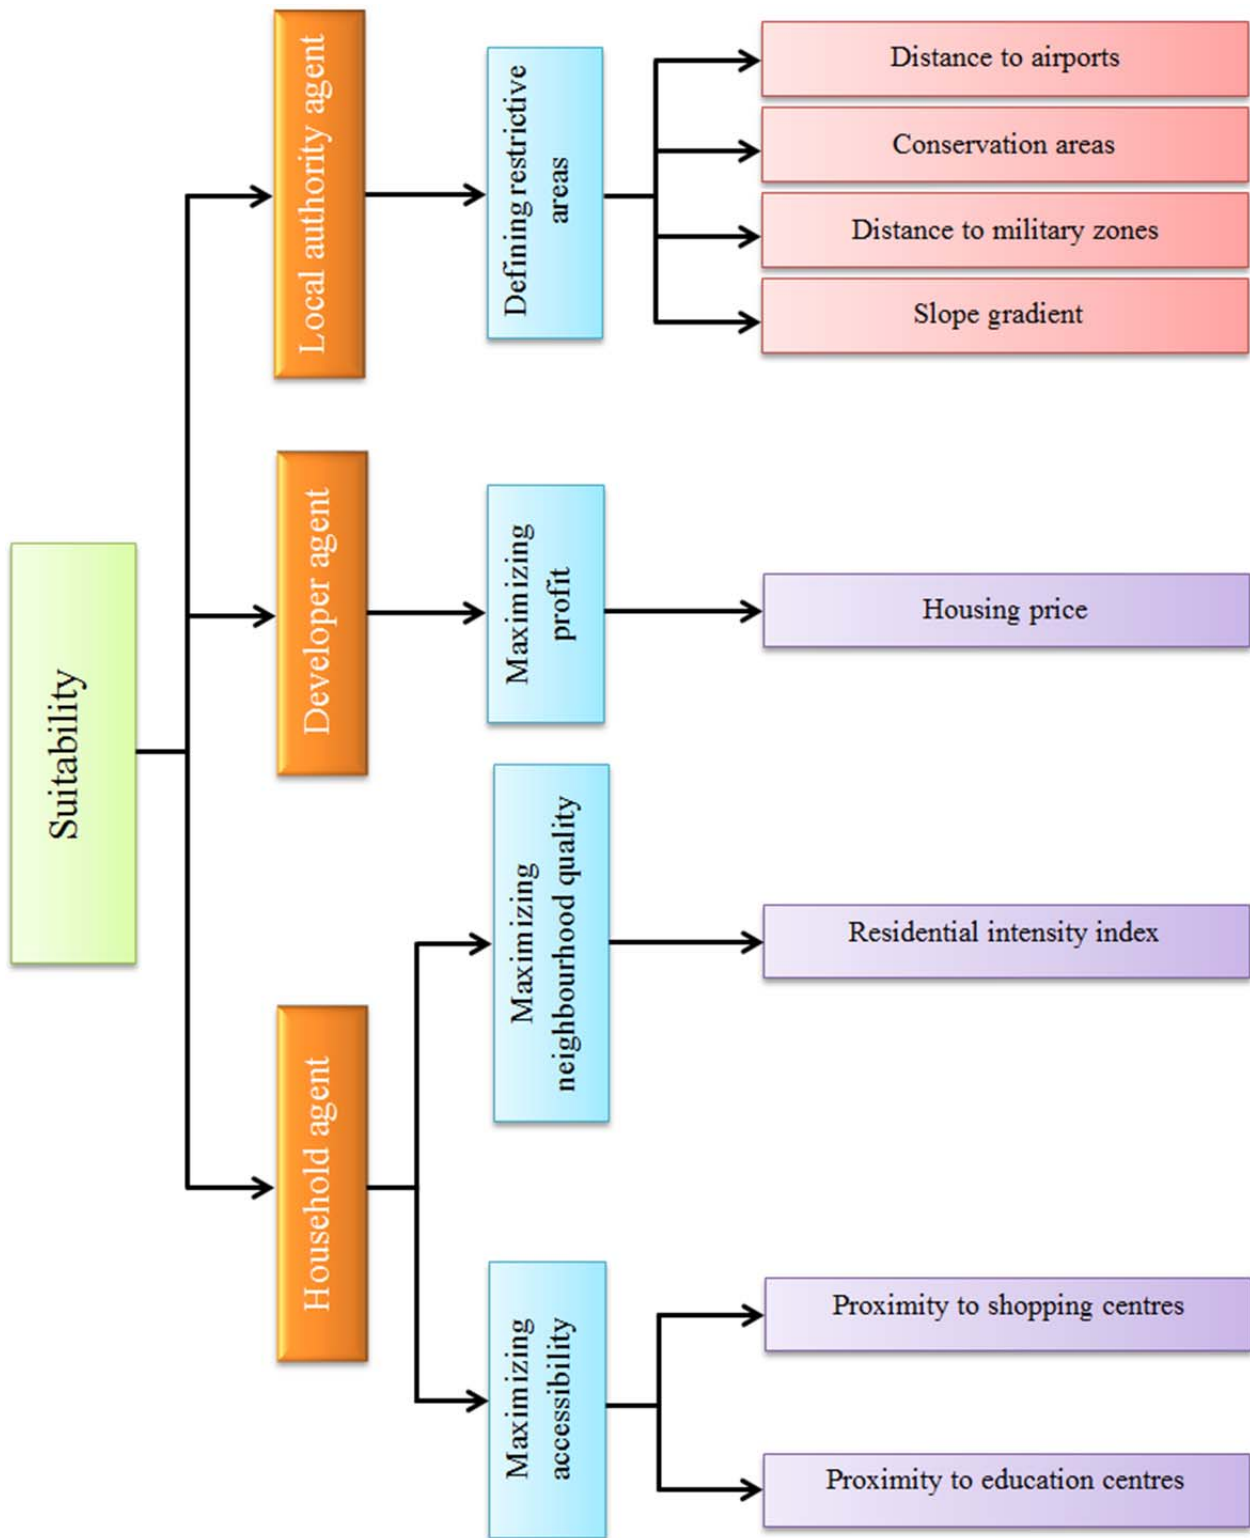 Suitability
Local authority agent
Defining restrictive
areas
Distance to airports
Conservation areas
Distance to military zones
Slope gradient
Developer agent
Maximizing
profit
Housing price
Household agent
Maximizing
neighbourhood quality
Residential intensity index
Maximizing
accessibility
Proximity to shopping centres
Proximity to education centres